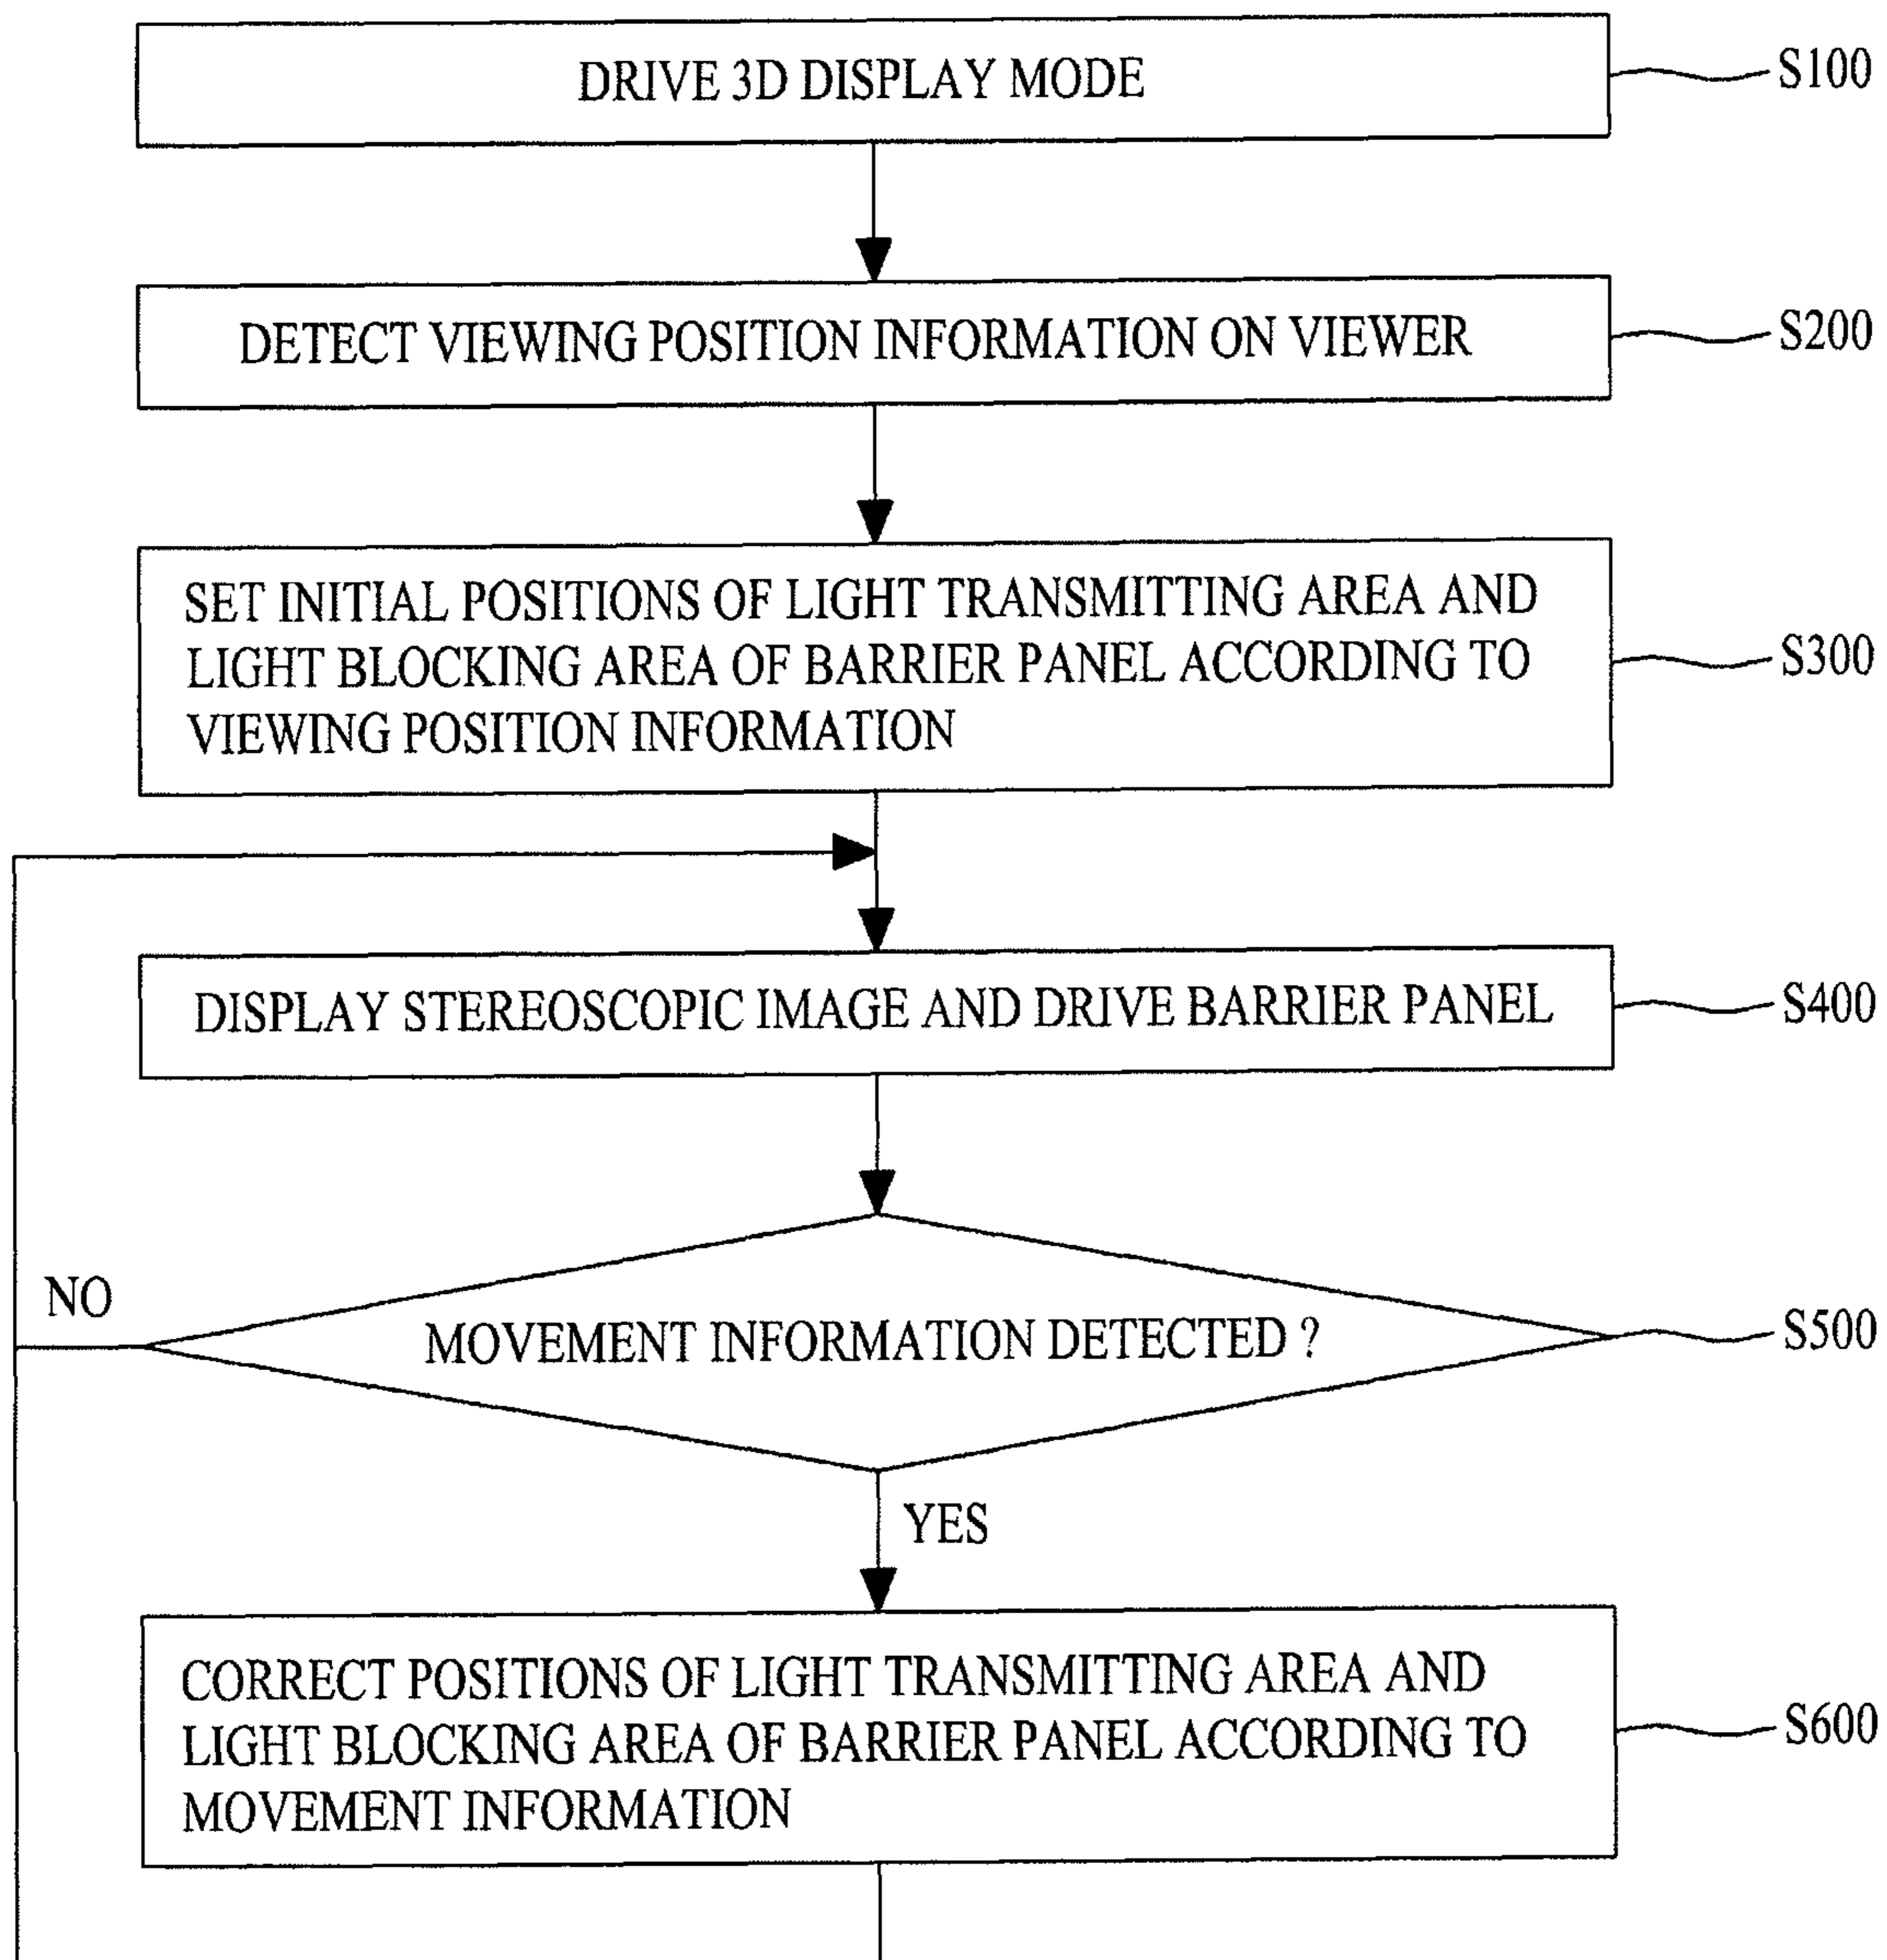 DRIVE 3D DISPLAY MODE
S100
DETECT VIEWING POSITION INFORMATION ON VIEWER
S200
SET INITIAL POSITIONS OF LIGHT TRANSMITTING AREA AND
LIGHT BLOCKING AREA OF BARRIER PANEL ACCORDING TO
VIEWING POSITION INFORMATION
S300
DISPLAY STEREOSCOPIC IMAGE AND DRIVE BARRIER PANEL
S400
NO
MOVEMENT INFORMATION DETECTED ?
S500
YES
CORRECT POSITIONS OF LIGHT TRANSMITTING AREA AND
LIGHT BLOCKING AREA OF BARRIER PANEL ACCORDING TO
MOVEMENT INFORMATION
S600